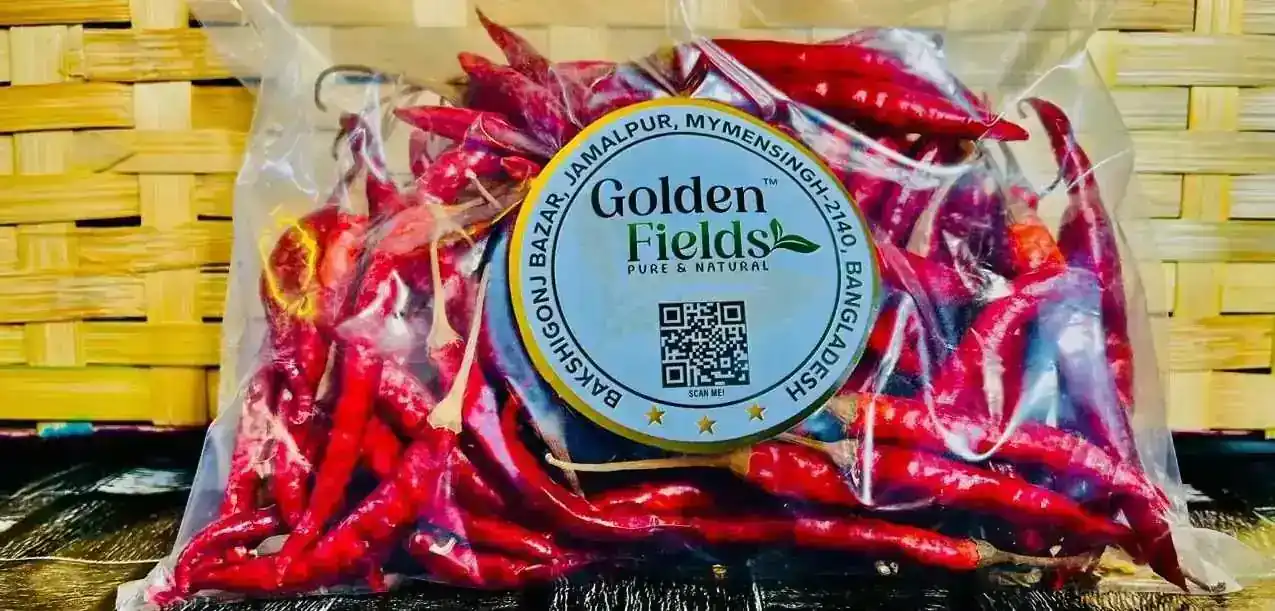 BAKSHIGONJ BAZAR, JAMALPUR, MYMENSINGH-2140, BANGLADESH
Golden™
Fields
PURE & NATURAL
SCAN ME!